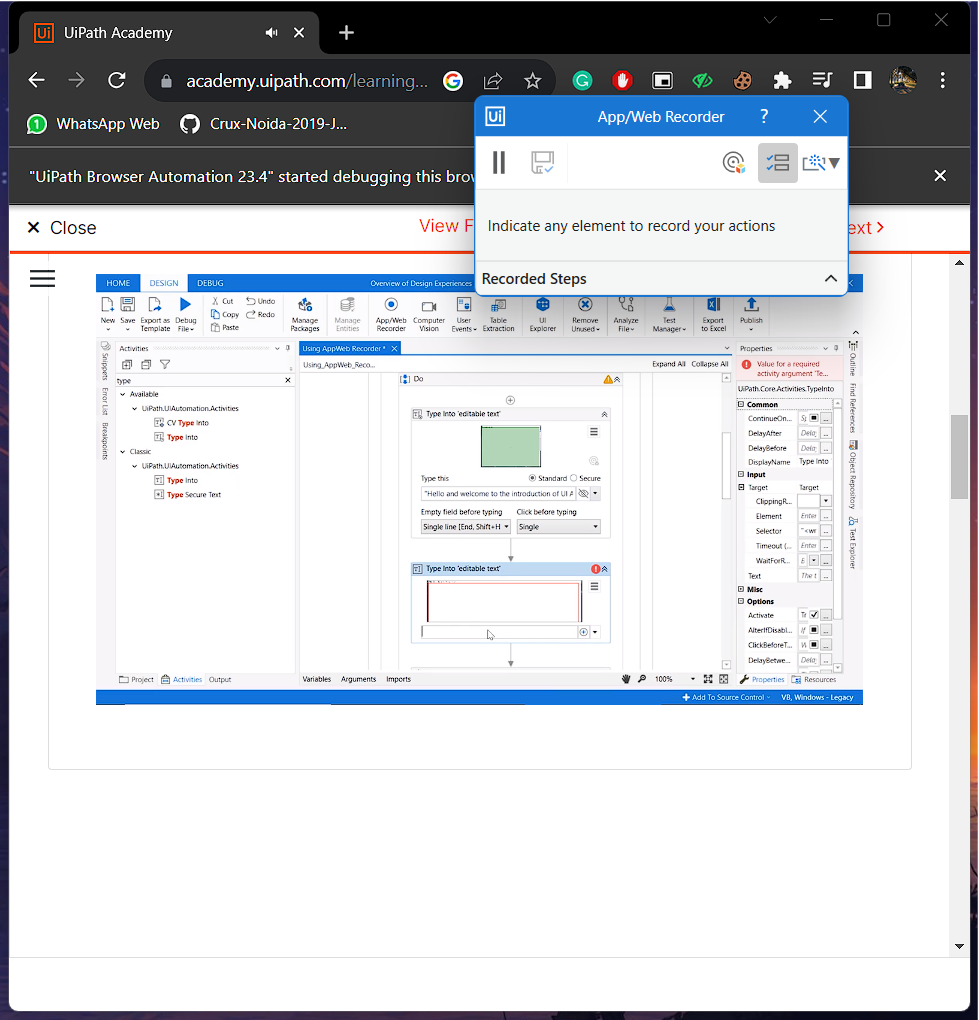 UiPath Academy
academy.uipath.com/learning...
WhatsApp Web
Crux-Noida-2019-J...
App/Web Recorder
?
"UiPath Browser Automation 23.4" started debugging this brow
Close
View F
ext >
Indicate any element to record your actions
Recorded Steps
HOME DESIGN DEBUG Overview of Design Experiences
New
Save
Export as Template
Debug File
Cut
Copy
Paste
Undo
Redo
Manage Packages
Manage Entities
App/Web Recorder
Computer Vision
User Events
Table Extraction
UI Explorer
Remove Unused
Analyze File
Test Manager
Export to Excel
Publish
Snippets
Error List
Breakpoints
Activities
type
Available
UiPath.UIAutomation.Activities
CV Type Into
Type Into
Classic
UiPath.UIAutomation.Activities
Type Into
Type Secure Text
Project Activities Output
Using AppWeb Recorder*
Using_AppWeb_Reco...
Expand All Collapse All
Do
Type Into 'editable text'
Type this
Standard Secure
"Hello and welcome to the introduction of UI A
Empty field before typing Click before typing
Single line [End, Shift+H Single
Type Into 'editable text'
Variables Arguments Imports
100%
Properties
Value for a required
activity argument 'Te...
UiPath.Core.Activities.TypeInto
Common
ContinueOn...
DelayAfter Delay
DelayBefore Delay
DisplayName Type Into
Input
Target Target
ClippingR...
Element Enter
Selector "<wr
Timeout (... Enter
WaitForR...
Text The t
Misc
Options
Activate
AlterIfDisabl... If
ClickBeforeT...
DelayBetwe... Delay
Properties Resources
Outline
Find References
Object Repository
Test Explorer
Add To Source Control VB, Windows - Legacy